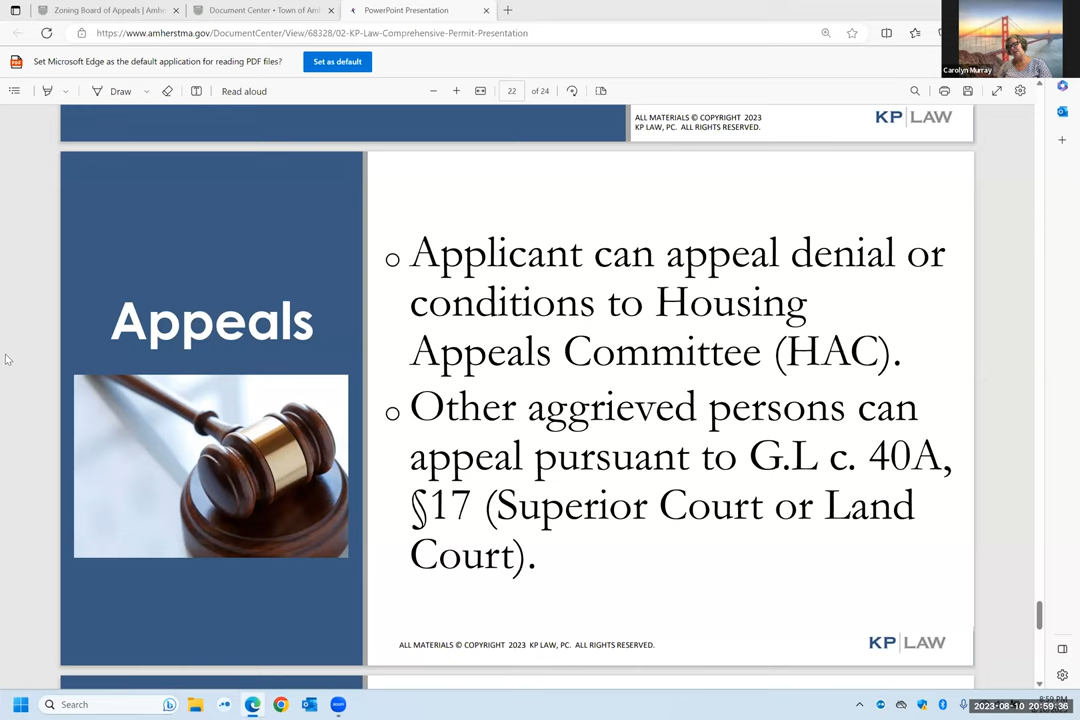 Zoning Board of Appeals | Amhe
Document Center • Town of Aml
PowerPoint Presentation
https://www.amherstma.gov/DocumentCenter/View/68328/02-KP-Law-Comprehensive-Permit-Presentation
Carolyn Murray
Set Microsoft Edge as the default application for reading PDF files?
Set as default
Draw
Read aloud
22
of 24
ALL MATERIALS © COPYRIGHT 2023
KP LAW, PC. ALL RIGHTS RESERVED.
KP | LAW
Appeals
○ Applicant can appeal denial or
conditions to Housing
Appeals Committee (HAC).
○ Other aggrieved persons can
appeal pursuant to G.L c. 40A,
§17 (Superior Court or Land
Court).
ALL MATERIALS © COPYRIGHT 2023 KP LAW, PC. ALL RIGHTS RESERVED.
KP | LAW
Search
8:59 PM
2023-08-10 20:59:36